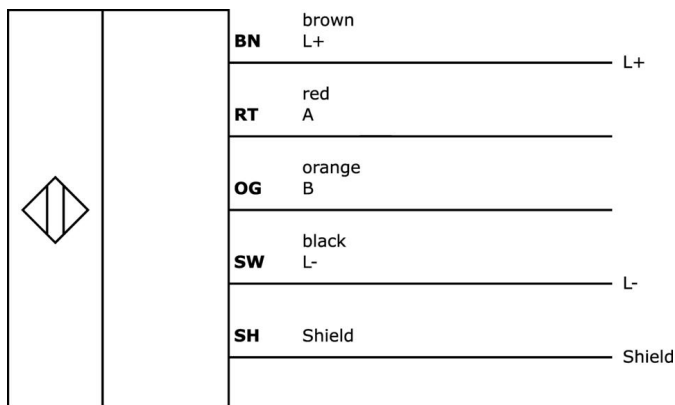 brown
BN L+
L+
red
RT A
orange
OG B
black
SW L-
L-
SH Shield
Shield